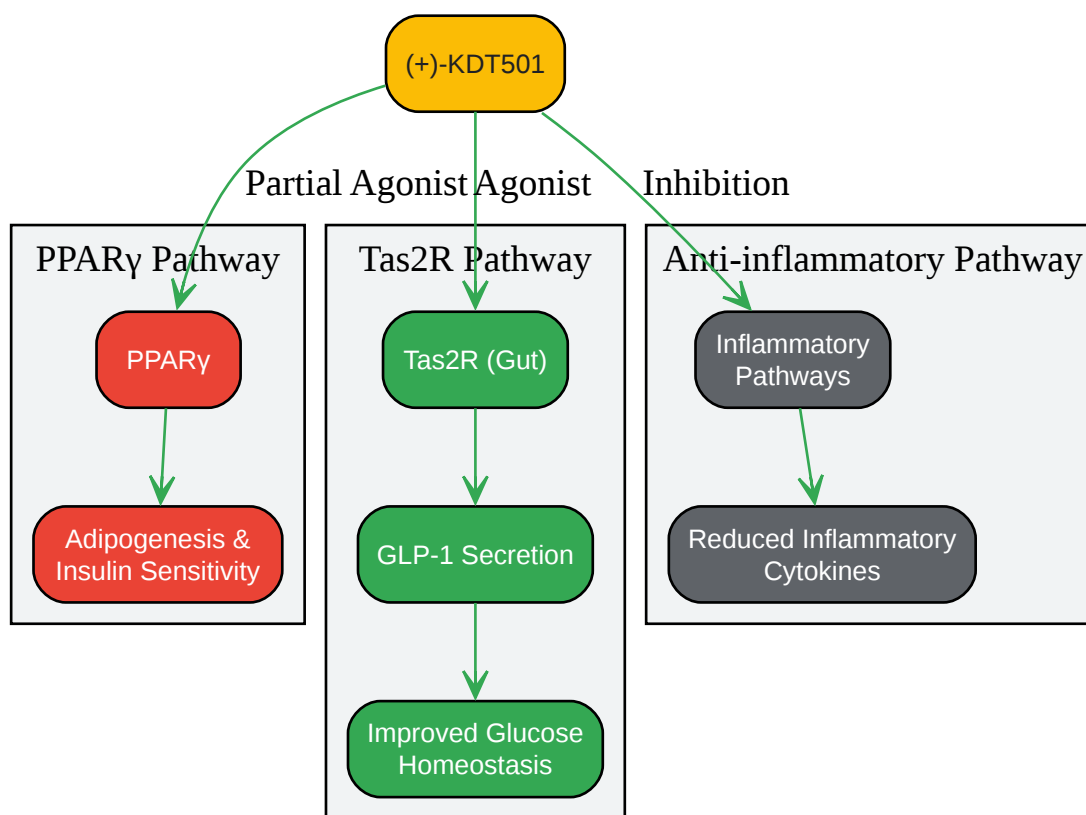 (+)-KDT501
Partial Agonist
Agonist
Inhibition
PPARγ Pathway
Tas2R Pathway
Anti-inflammatory Pathway
PPARγ
Tas2R (Gut)
Inflammatory
Pathways
Adipogenesis &
Insulin Sensitivity
GLP-1 Secretion
Reduced Inflammatory
Cytokines
Improved Glucose
Homeostasis